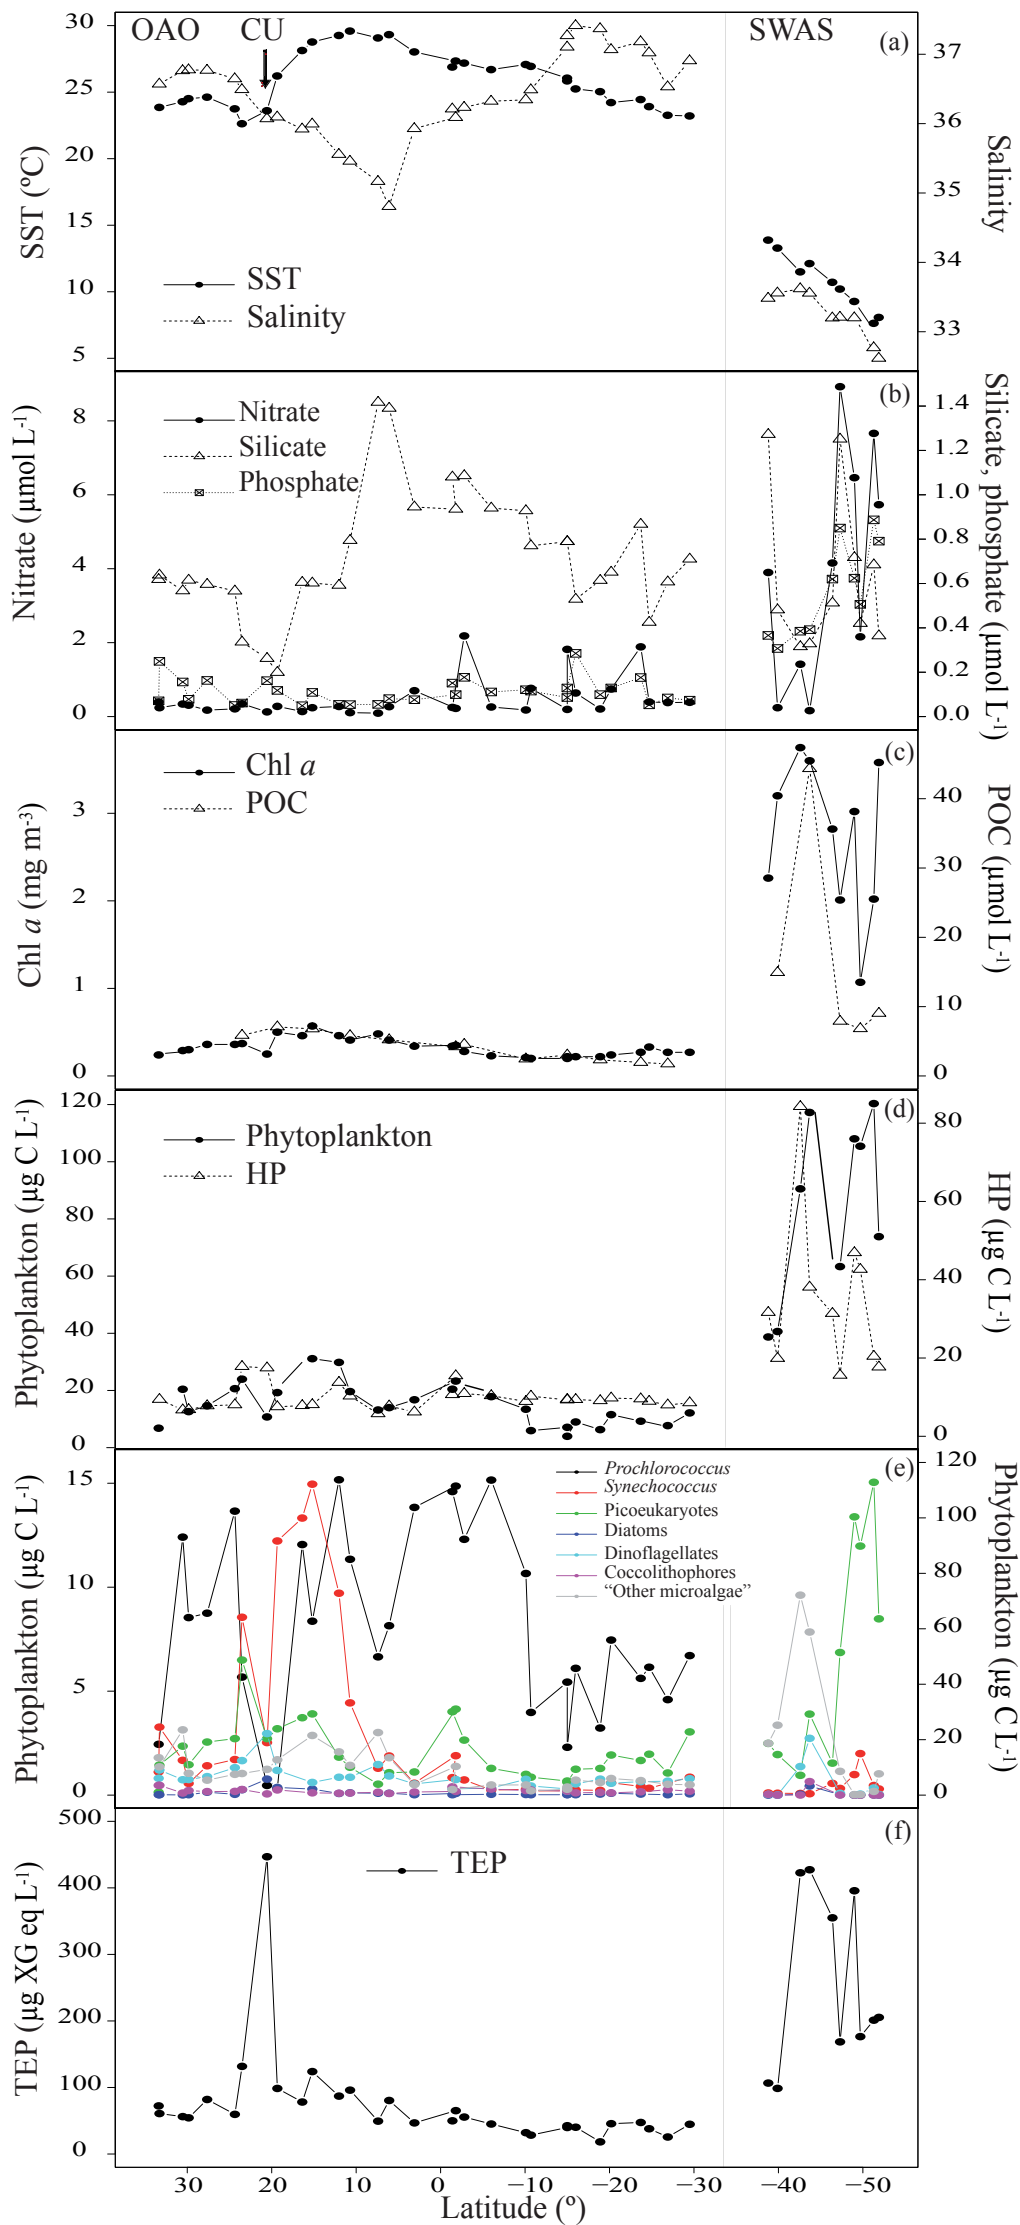 OAO CU SWAS (a)
30
25
20
15
10
5
SST (ºC)
37
36
35
34
33
Salinity
SST
Salinity
(b)
8
6
4
2
0
Nitrate (µmol L-1)
1.4
1.2
1.0
0.8
0.6
0.4
0.2
0.0
Silicate, phosphate (µmol L-1)
Nitrate
Silicate
Phosphate
(c)
3
2
1
0
Chl a (mg m-3)
40
30
20
10
0
POC (µmol L-1)
Chl a
POC
(d)
120
100
80
60
40
20
0
Phytoplankton (µg C L-1)
80
60
40
20
0
HP (µg C L-1)
Phytoplankton
HP
(e)
15
10
5
0
Phytoplankton (µg C L-1)
120
100
80
60
40
20
0
Phytoplankton (µg C L-1)
Prochlorococcus
Synechococcus
Picoeukaryotes
Diatoms
Dinoflagellates
Coccolithophores
“Other microalgae”
(f)
500
400
300
200
100
0
TEP (µg XG eq L-1)
TEP
30 20 10 0 −10 −20 −30 −40 −50
Latitude (º)